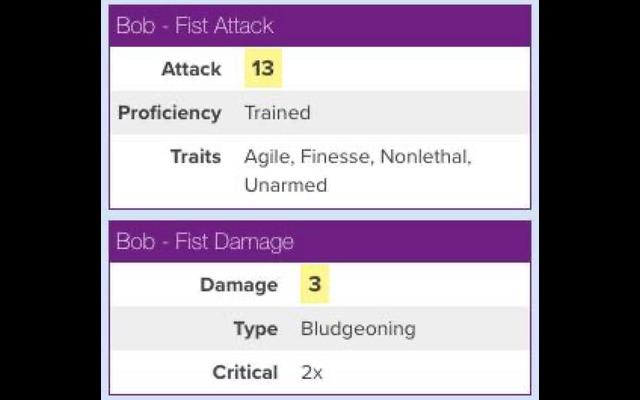 Bob - Fist Attack
Attack 13
Proficiency Trained
Traits Agile, Finesse, Nonlethal,
Unarmed
Bob - Fist Damage
Damage 3
Type Bludgeoning
Critical 2x